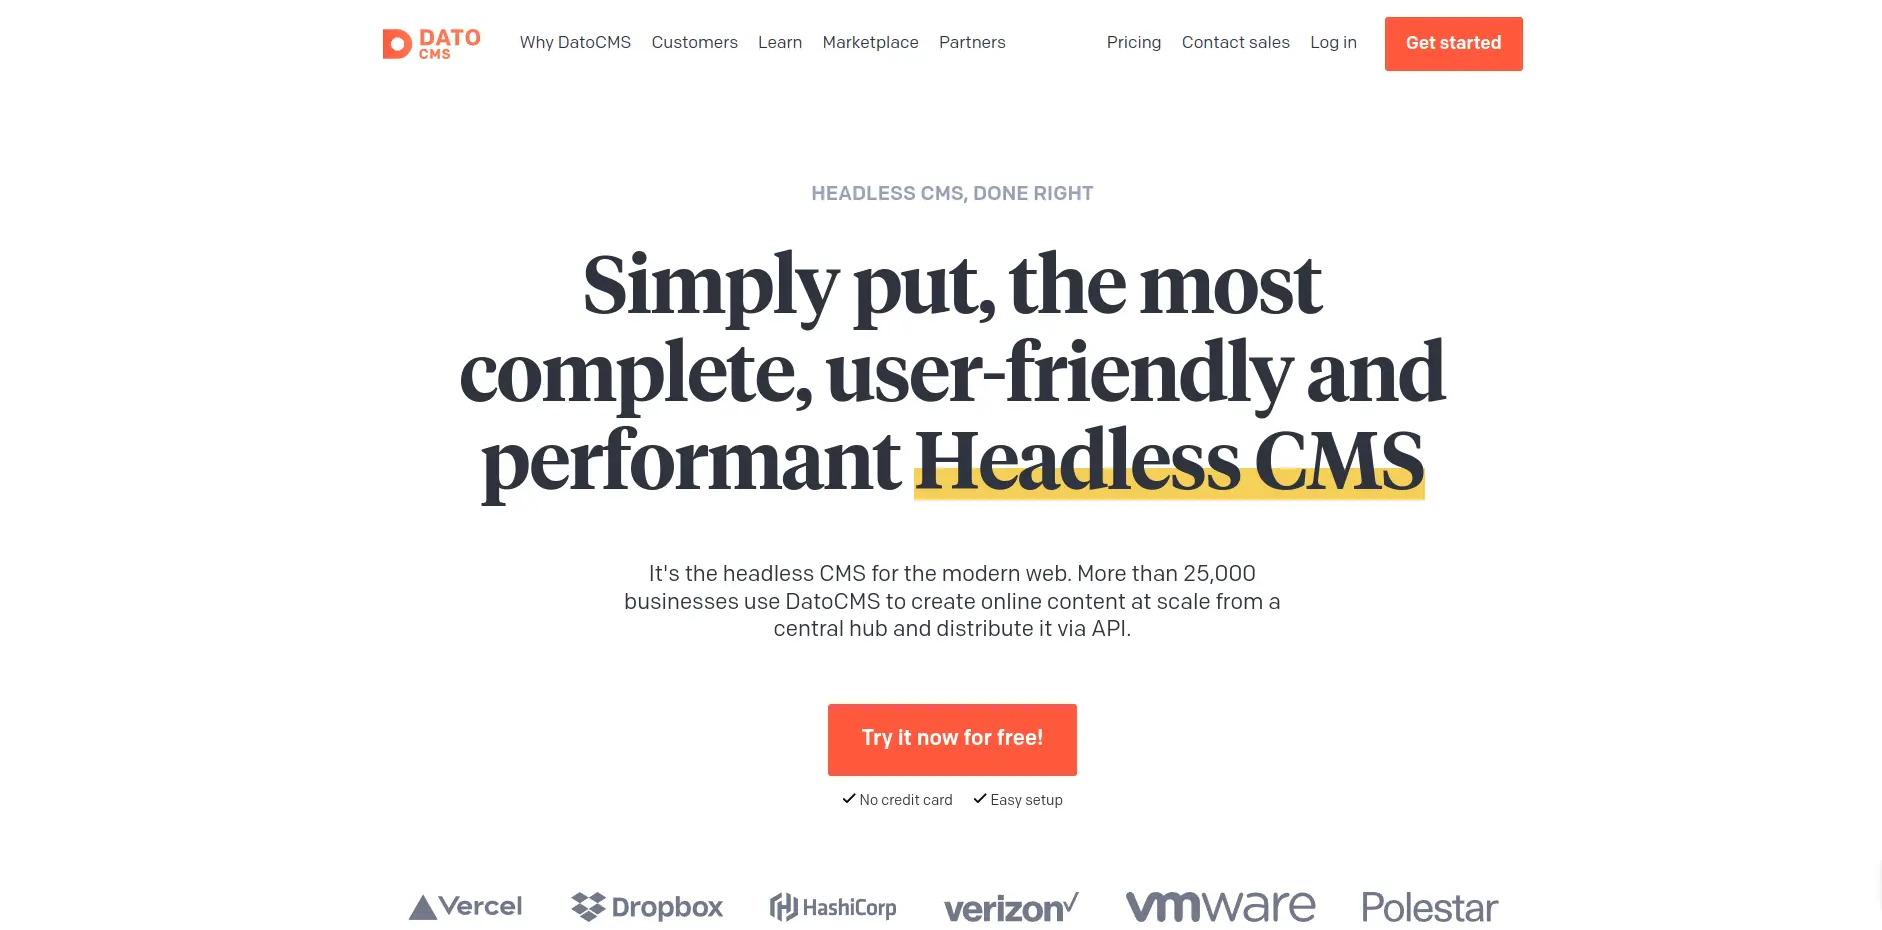 DATO
CMS
Why DatoCMS
Customers
Learn
Marketplace
Partners
Pricing
Contact sales
Log in
Get started
HEADLESS CMS, DONE RIGHT
Simply put, the most
complete, user-friendly and
performant Headless CMS
It's the headless CMS for the modern web. More than 25,000
businesses use DatoCMS to create online content at scale from a
central hub and distribute it via API.
Try it now for free!
No credit card
Easy setup
Vercel
Dropbox
HashiCorp
verizon
vmware
Polestar